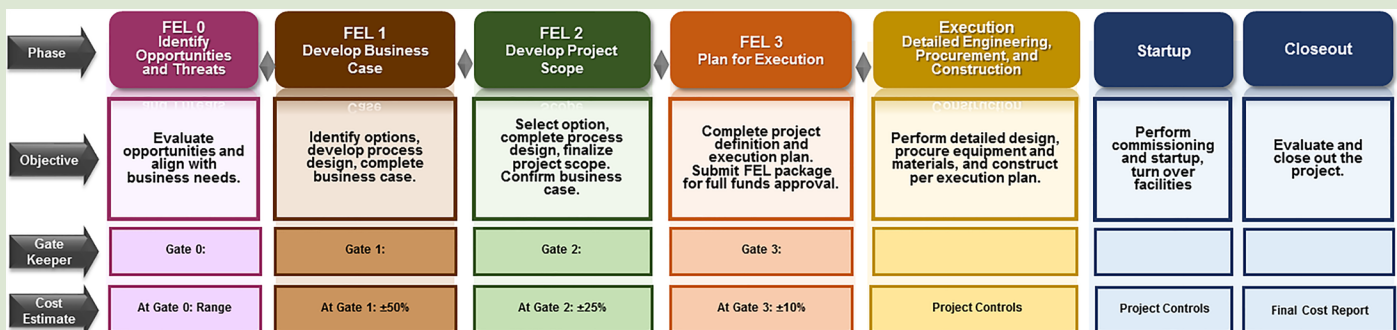 Phase
FEL 0
Identify
Opportunities
and Threats
FEL 1
Develop Business
Case
FEL 2
Develop Project
Scope
FEL 3
Plan for Execution
Execution
Detailed Engineering,
Procurement, and
Construction
Startup
Closeout
Objective
Evaluate
opportunities and
align with
business needs.
Identify options,
develop process
design, complete
business case.
Select option,
complete process
design, finalize
project scope.
Confirm business
case.
Complete project
definition and
execution plan.
Submit FEL package
for full funds approval.
Perform detailed design,
procure equipment and
materials, and construct
per execution plan.
Perform
commissioning
and startup,
turn over
facilities
Evaluate and
close out the
project.
Gate
Keeper
Gate 0:
Gate 1:
Gate 2:
Gate 3:
Cost
Estimate
At Gate 0: Range
At Gate 1: ±50%
At Gate 2: ±25%
At Gate 3: ±10%
Project Controls
Project Controls
Final Cost Report